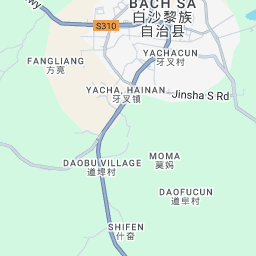 BACH SA
白沙黎族
自治县
S310
FANGLIANG
方亮
YACHACUN
牙叉村
YACHA, HAINAN
牙叉镇
Jinsha S Rd
DAOBU VILLAGE
道埠村
MOMA
莫妈
DAOFUCUN
道阜村
SHIFEN
什奋